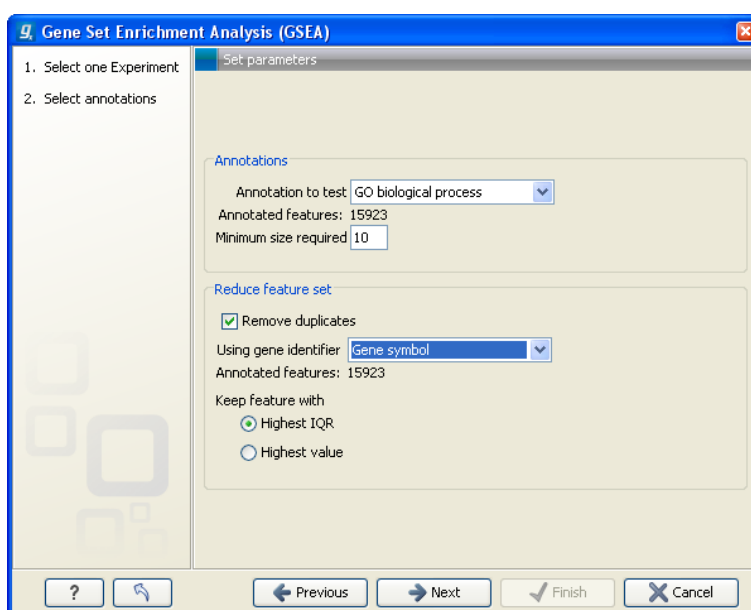 Gene Set Enrichment Analysis (GSEA)
1. Select one Experiment
2. Select annotations
Set parameters
Annotations
Annotation to test GO biological process
Annotated features: 15923
Minimum size required 10
Reduce feature set
Remove duplicates
Using gene identifier Gene symbol
Annotated features: 15923
Keep feature with
Highest IQR
Highest value
? Previous Next Finish Cancel